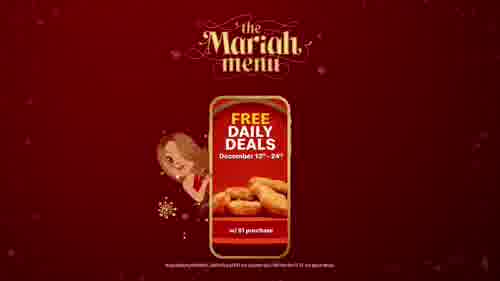 the
Mariah
menu
FREE
DAILY
DEALS
December 13th - 24th
w/ $1 purchase